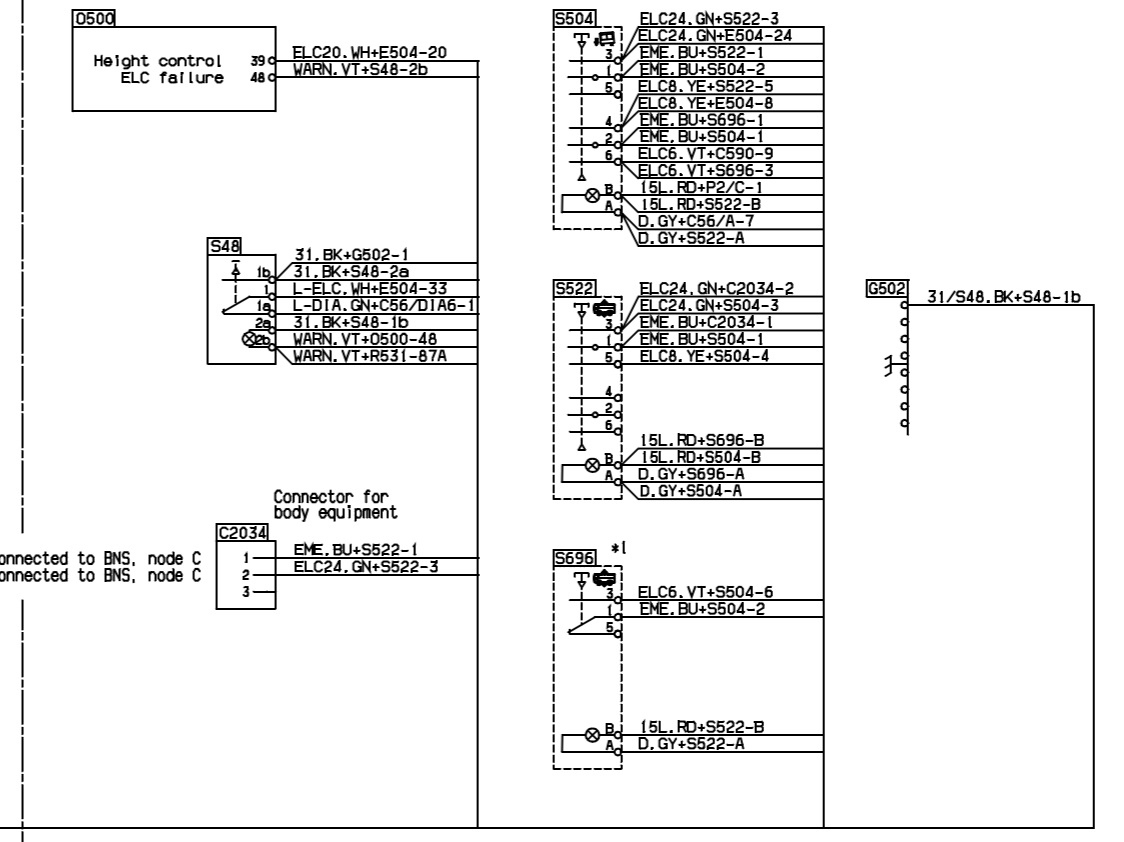 O500
Height control 39 ELC20.WH+E504-20
ELC failure 48 WARN.VT+S48-2b
S48
31.BK+G502-1
1b 31.BK+S48-2a
1 L-ELC.WH+E504-33
1a L-DIA.GN+C56/DIA6-1
2a 31.BK+S48-1b
2b WARN.VT+O500-48
WARN.VT+R531-87A
Connector for
body equipment
C2034
onnected to BNS, node C 1 EME.BU+S522-1
onnected to BNS, node C 2 ELC24.GN+S522-3
3
S504
ELC24.GN+S522-3
ELC24.GN+E504-24
3 EME.BU+S522-1
1 EME.BU+S504-2
5 ELC8.YE+S522-5
ELC8.YE+E504-8
4 EME.BU+S696-1
2 EME.BU+S504-1
6 ELC6.VT+C590-9
ELC6.VT+S696-3
B 15L.RD+P2/C-1
A 15L.RD+S522-B
D.GY+C56/A-7
D.GY+S522-A
S522
ELC24.GN+C2034-2
ELC24.GN+S504-3
3 EME.BU+C2034-1
1 EME.BU+S504-1
5 ELC8.YE+S504-4
4
2
6
15L.RD+S696-B
B 15L.RD+S504-B
A D.GY+S696-A
D.GY+S504-A
*1
S696
3 ELC6.VT+S504-6
1 EME.BU+S504-2
5
B 15L.RD+S522-B
A D.GY+S522-A
G502
31/S48.BK+S48-1b